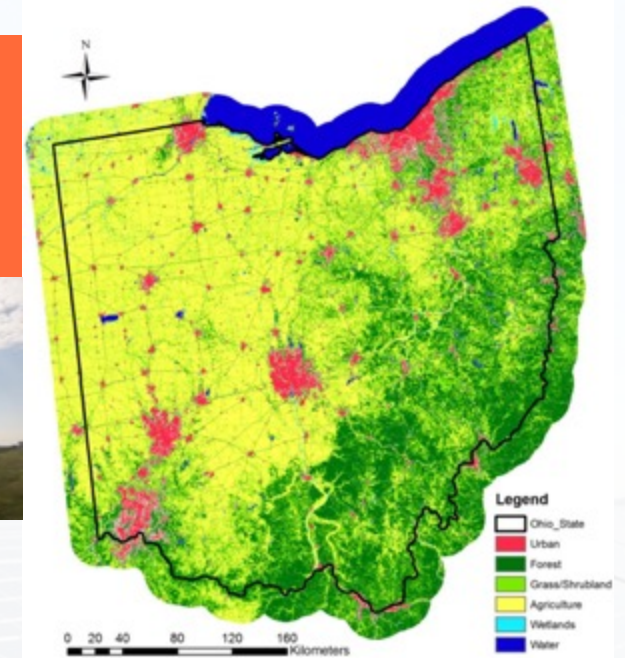 N
Legend
Ohio_State
Urban
Forest
Grass/Shrubland
Agriculture
Wetlands
Water
0 20 40 80 120 160
Kilometers